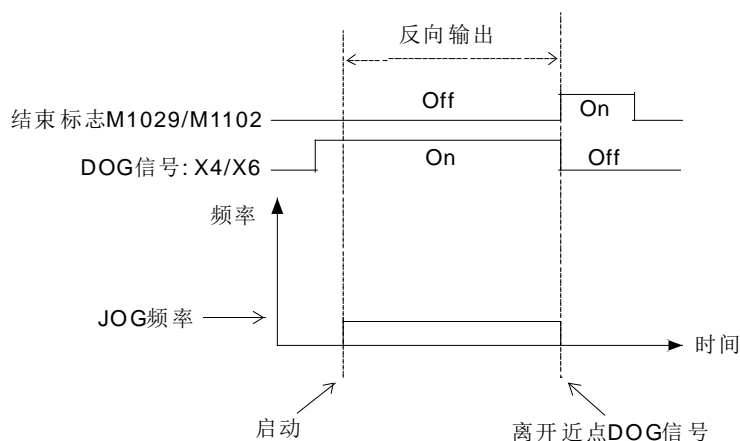 反向输出
Off
On
结束标志M1029/M1102
DOG信号: X4/X6
On
Off
频率
JOG频率
时间
启动
离开近点DOG信号